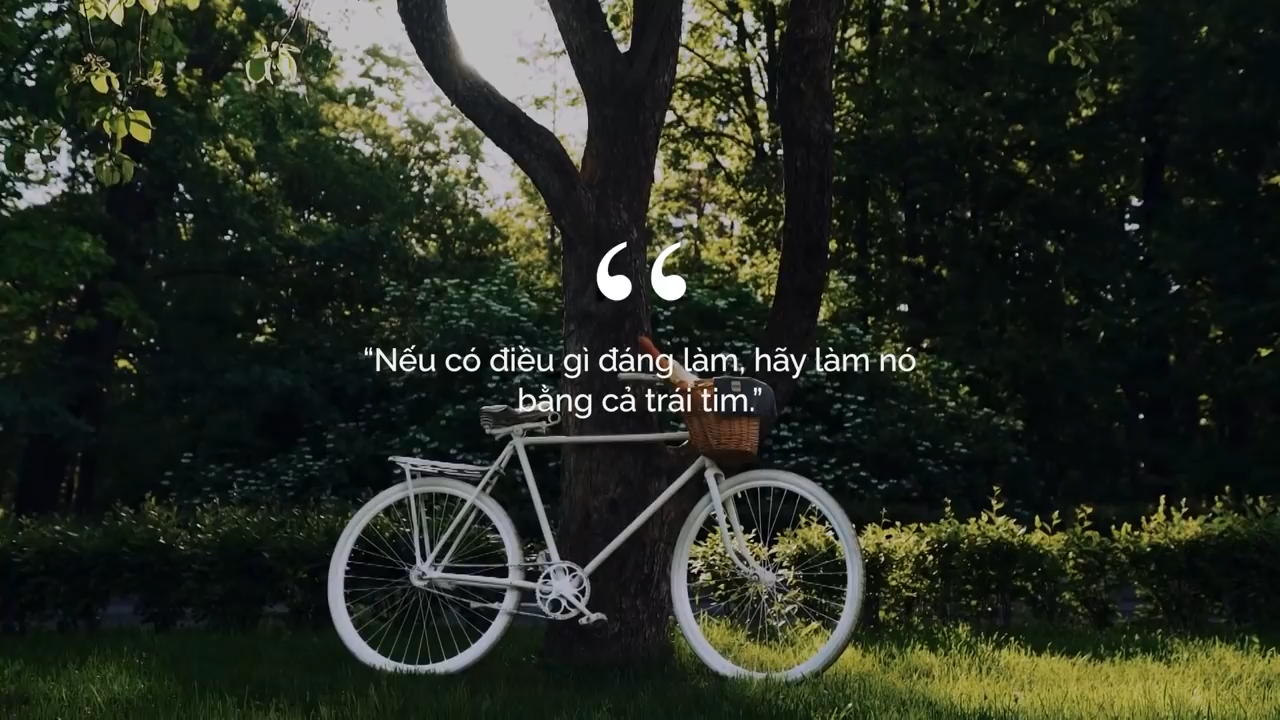 “Nếu có điều gì đáng làm, hãy làm nó
bằng cả trái tim.”